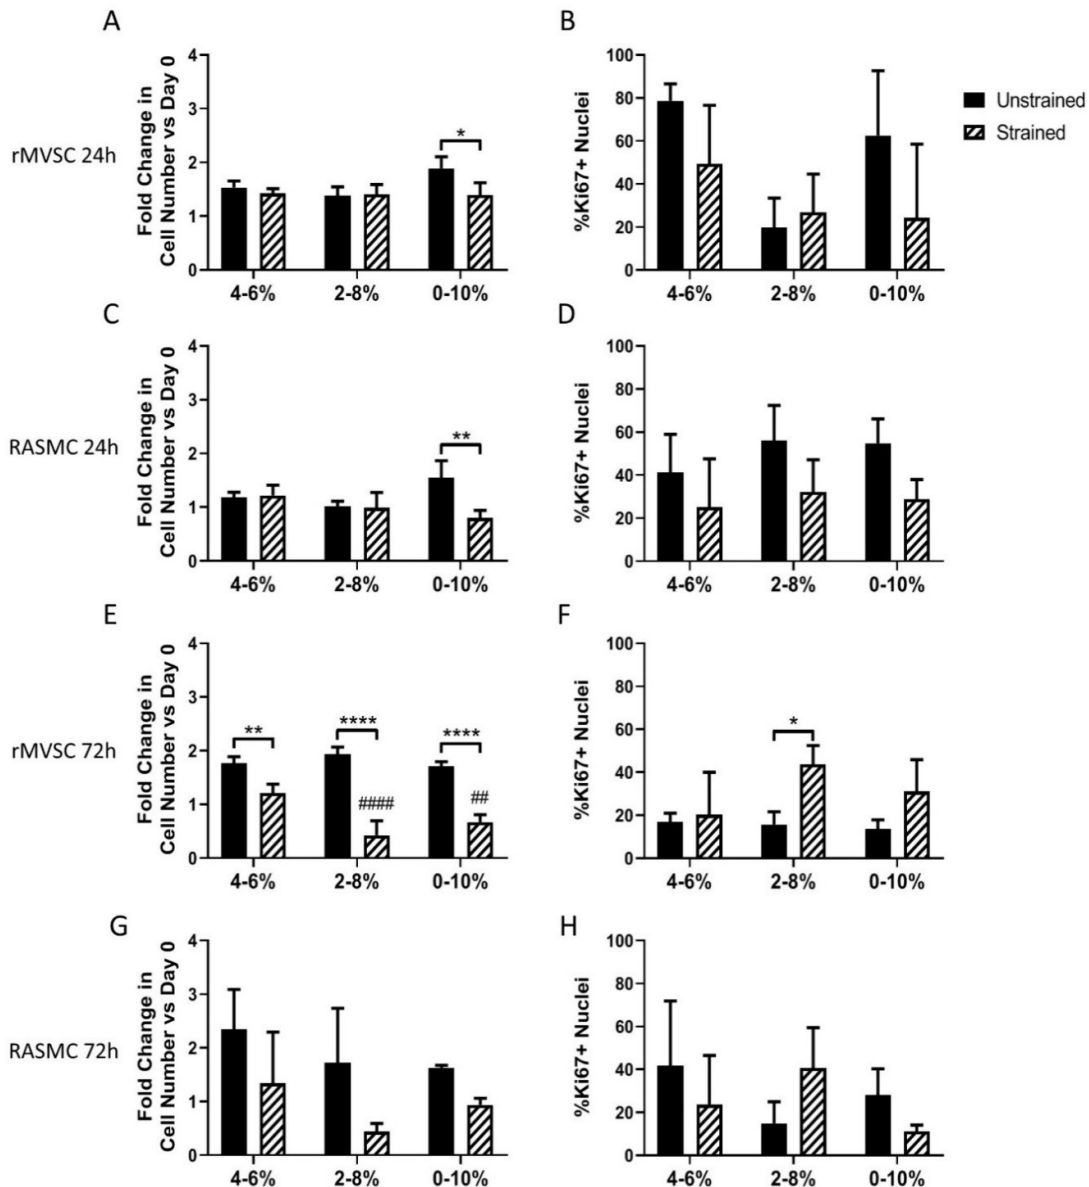 A
B
rMVSC 24h
Fold Change in
Cell Number vs Day 0
4
3
2
1
0
*
4-6%
2-8%
0-10%
%Ki67+ Nuclei
100
80
60
40
20
0
4-6%
2-8%
0-10%
Unstrained
Strained
C
D
RASMC 24h
Fold Change in
Cell Number vs Day 0
4
3
2
1
0
**
4-6%
2-8%
0-10%
%Ki67+ Nuclei
100
80
60
40
20
0
4-6%
2-8%
0-10%
E
F
rMVSC 72h
Fold Change in
Cell Number vs Day 0
4
3
2
1
0
**
****
****
####
##
4-6%
2-8%
0-10%
%Ki67+ Nuclei
100
80
60
40
20
0
*
4-6%
2-8%
0-10%
G
H
RASMC 72h
Fold Change in
Cell Number vs Day 0
4
3
2
1
0
4-6%
2-8%
0-10%
%Ki67+ Nuclei
100
80
60
40
20
0
4-6%
2-8%
0-10%